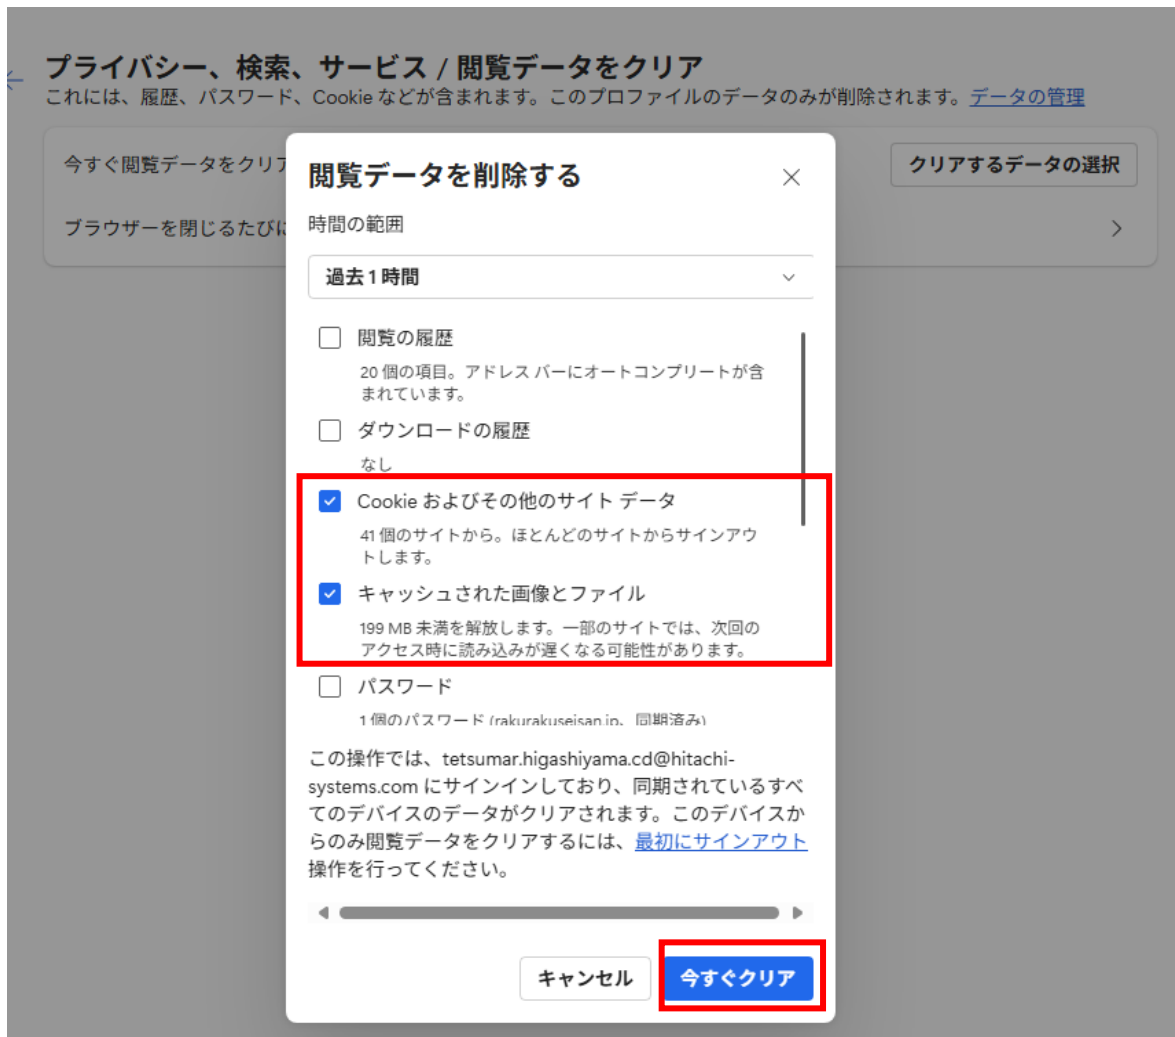 プライバシー、検索、サービス / 閲覧データをクリア
これには、履歴、パスワード、Cookie などが含まれます。このプロファイルのデータのみが削除されます。データの管理
今すぐ閲覧データをクリア
クリアするデータの選択
ブラウザーを閉じるたびに
閲覧データを削除する
時間の範囲
過去 1 時間
閲覧の履歴
20 個の項目。アドレス バーにオートコンプリートが含
まれています。
ダウンロードの履歴
なし
Cookie およびその他のサイト データ
41 個のサイトから。ほとんどのサイトからサインアウ
トします。
キャッシュされた画像とファイル
199 MB 未満を解放します。一部のサイトでは、次回の
アクセス時に読み込みが遅くなる可能性があります。
パスワード
1 個のパスワード (rakurakuseisan.jp、同期済み)
この操作では、tetsumar.higashiyama.cd@hitachi-
systems.com にサインインしており、同期されているすべ
てのデバイスのデータがクリアされます。このデバイスか
らのみ閲覧データをクリアするには、最初にサインアウト
操作を行ってください。
キャンセル
今すぐクリア